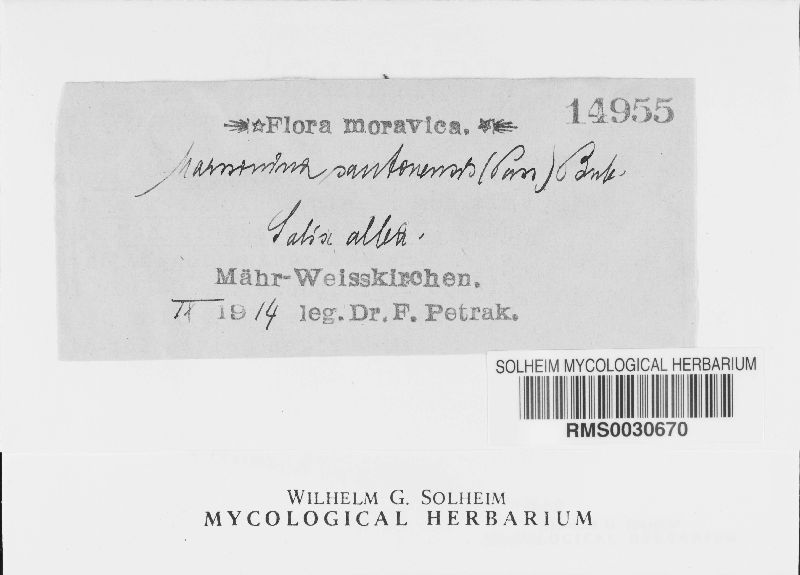 14955
Flora moravica.
Marssonina santonensis (Pass) Bub.
Salix alba.
Mähr-Weisskirchen.
IX 1914 leg. Dr. F. Petrak.
SOLHEIM MYCOLOGICAL HERBARIUM
RMS0030670
WILHELM G. SOLHEIM
MYCOLOGICAL HERBARIUM